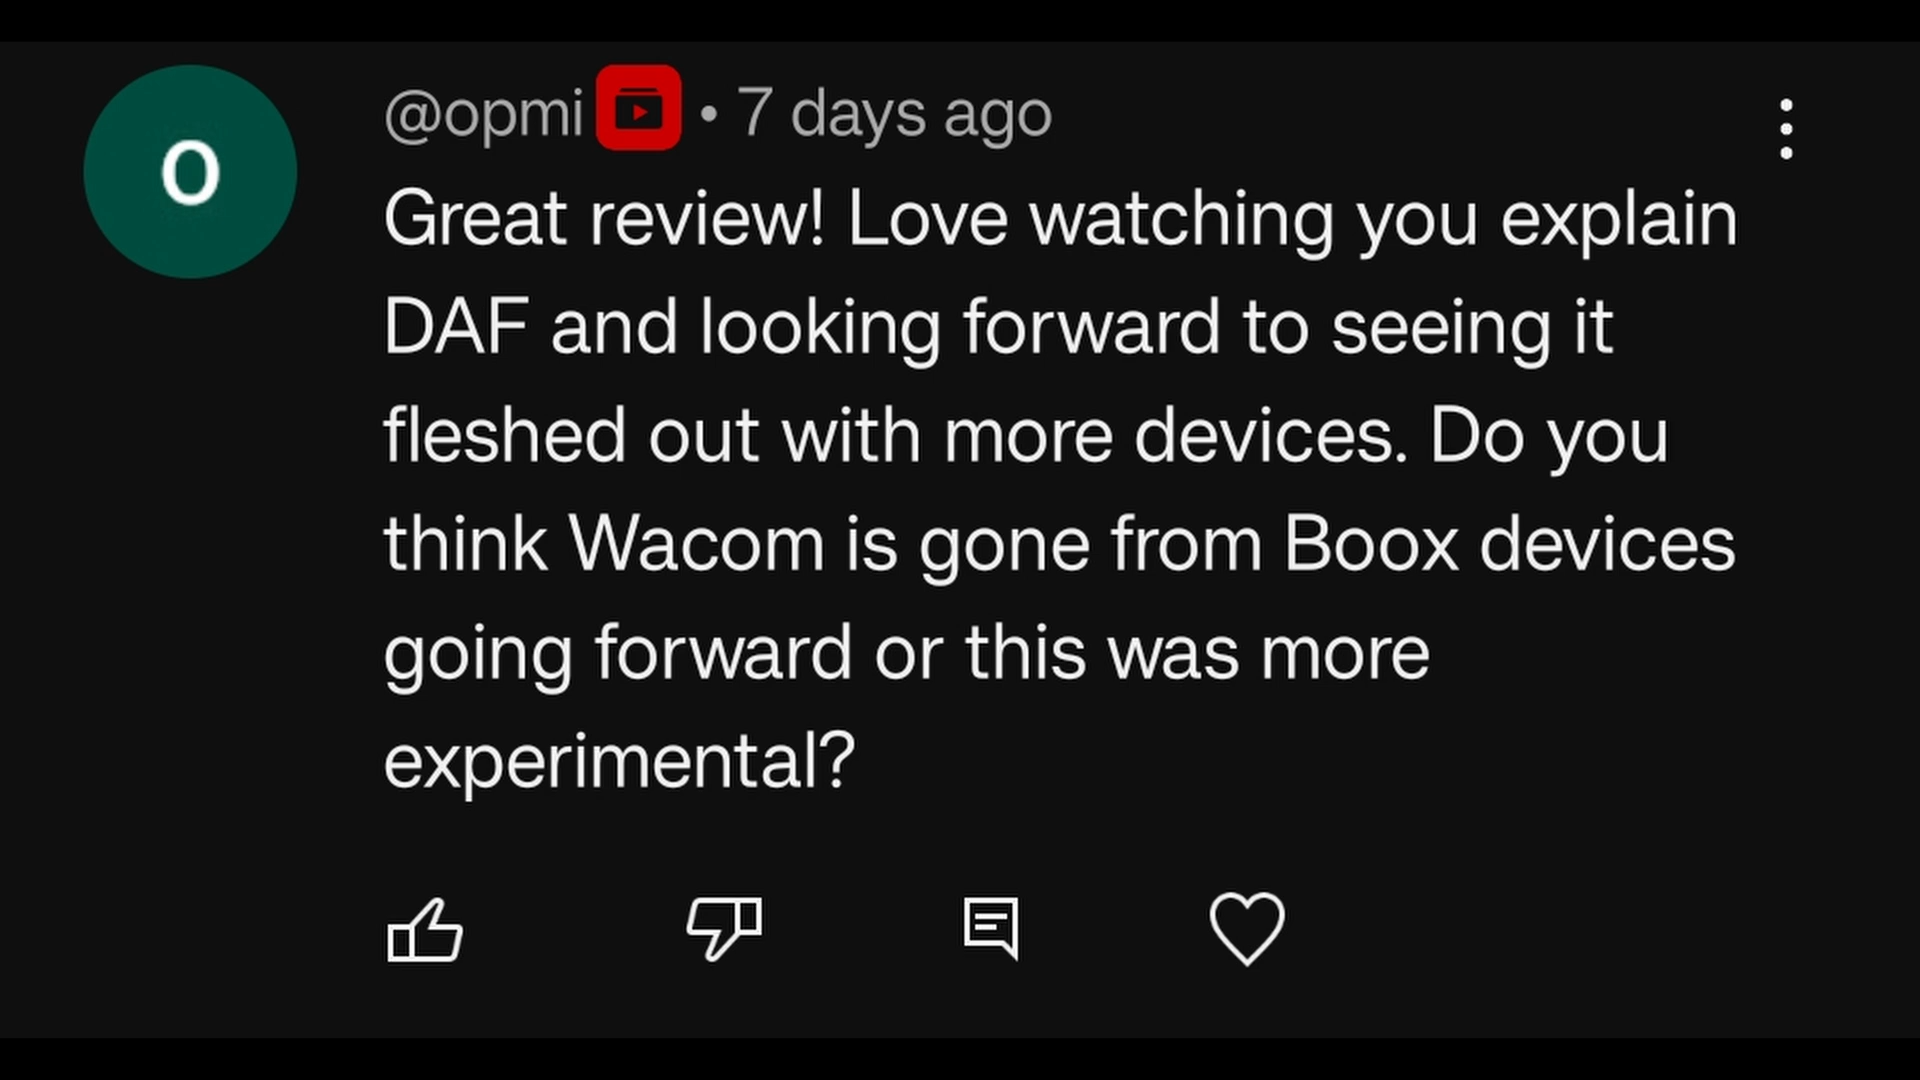 O
@opmi • 7 days ago
Great review! Love watching you explain
DAF and looking forward to seeing it
fleshed out with more devices. Do you
think Wacom is gone from Boox devices
going forward or this was more
experimental?